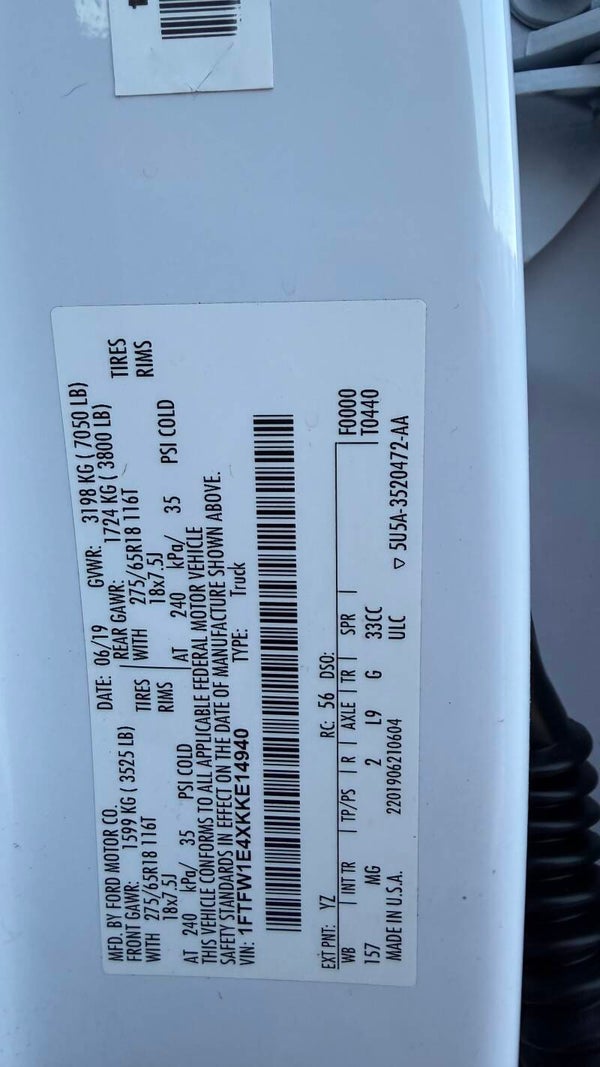 MFD. BY FORD MOTOR CO.
DATE: 06/19 GVWR: 3198 KG ( 7050 LB)
FRONT GAWR: 1599 KG ( 3525 LB) REAR GAWR: 1724 KG ( 3800 LB)
WITH 275/65R18 116T TIRES WITH 275/65R18 116T TIRES
18x7.5J RIMS 18x7.5J RIMS
AT 240 kPa/ 35 PSI COLD AT 240 kPa/ 35 PSI COLD
THIS VEHICLE CONFORMS TO ALL APPLICABLE FEDERAL MOTOR VEHICLE
SAFETY STANDARDS IN EFFECT ON THE DATE OF MANUFACTURE SHOWN ABOVE.
VIN: 1FTFW1E4XKKE14940 TYPE: Truck
EXT PNT: YZ RC: 56 DSO:
WB INT TR TP/PS R AXLE TR SPR F0000
157 MG 2 L9 G 33CC T0440
MADE IN U.S.A. 2201906210604 ULC ▽ 5U5A-3520472-AA